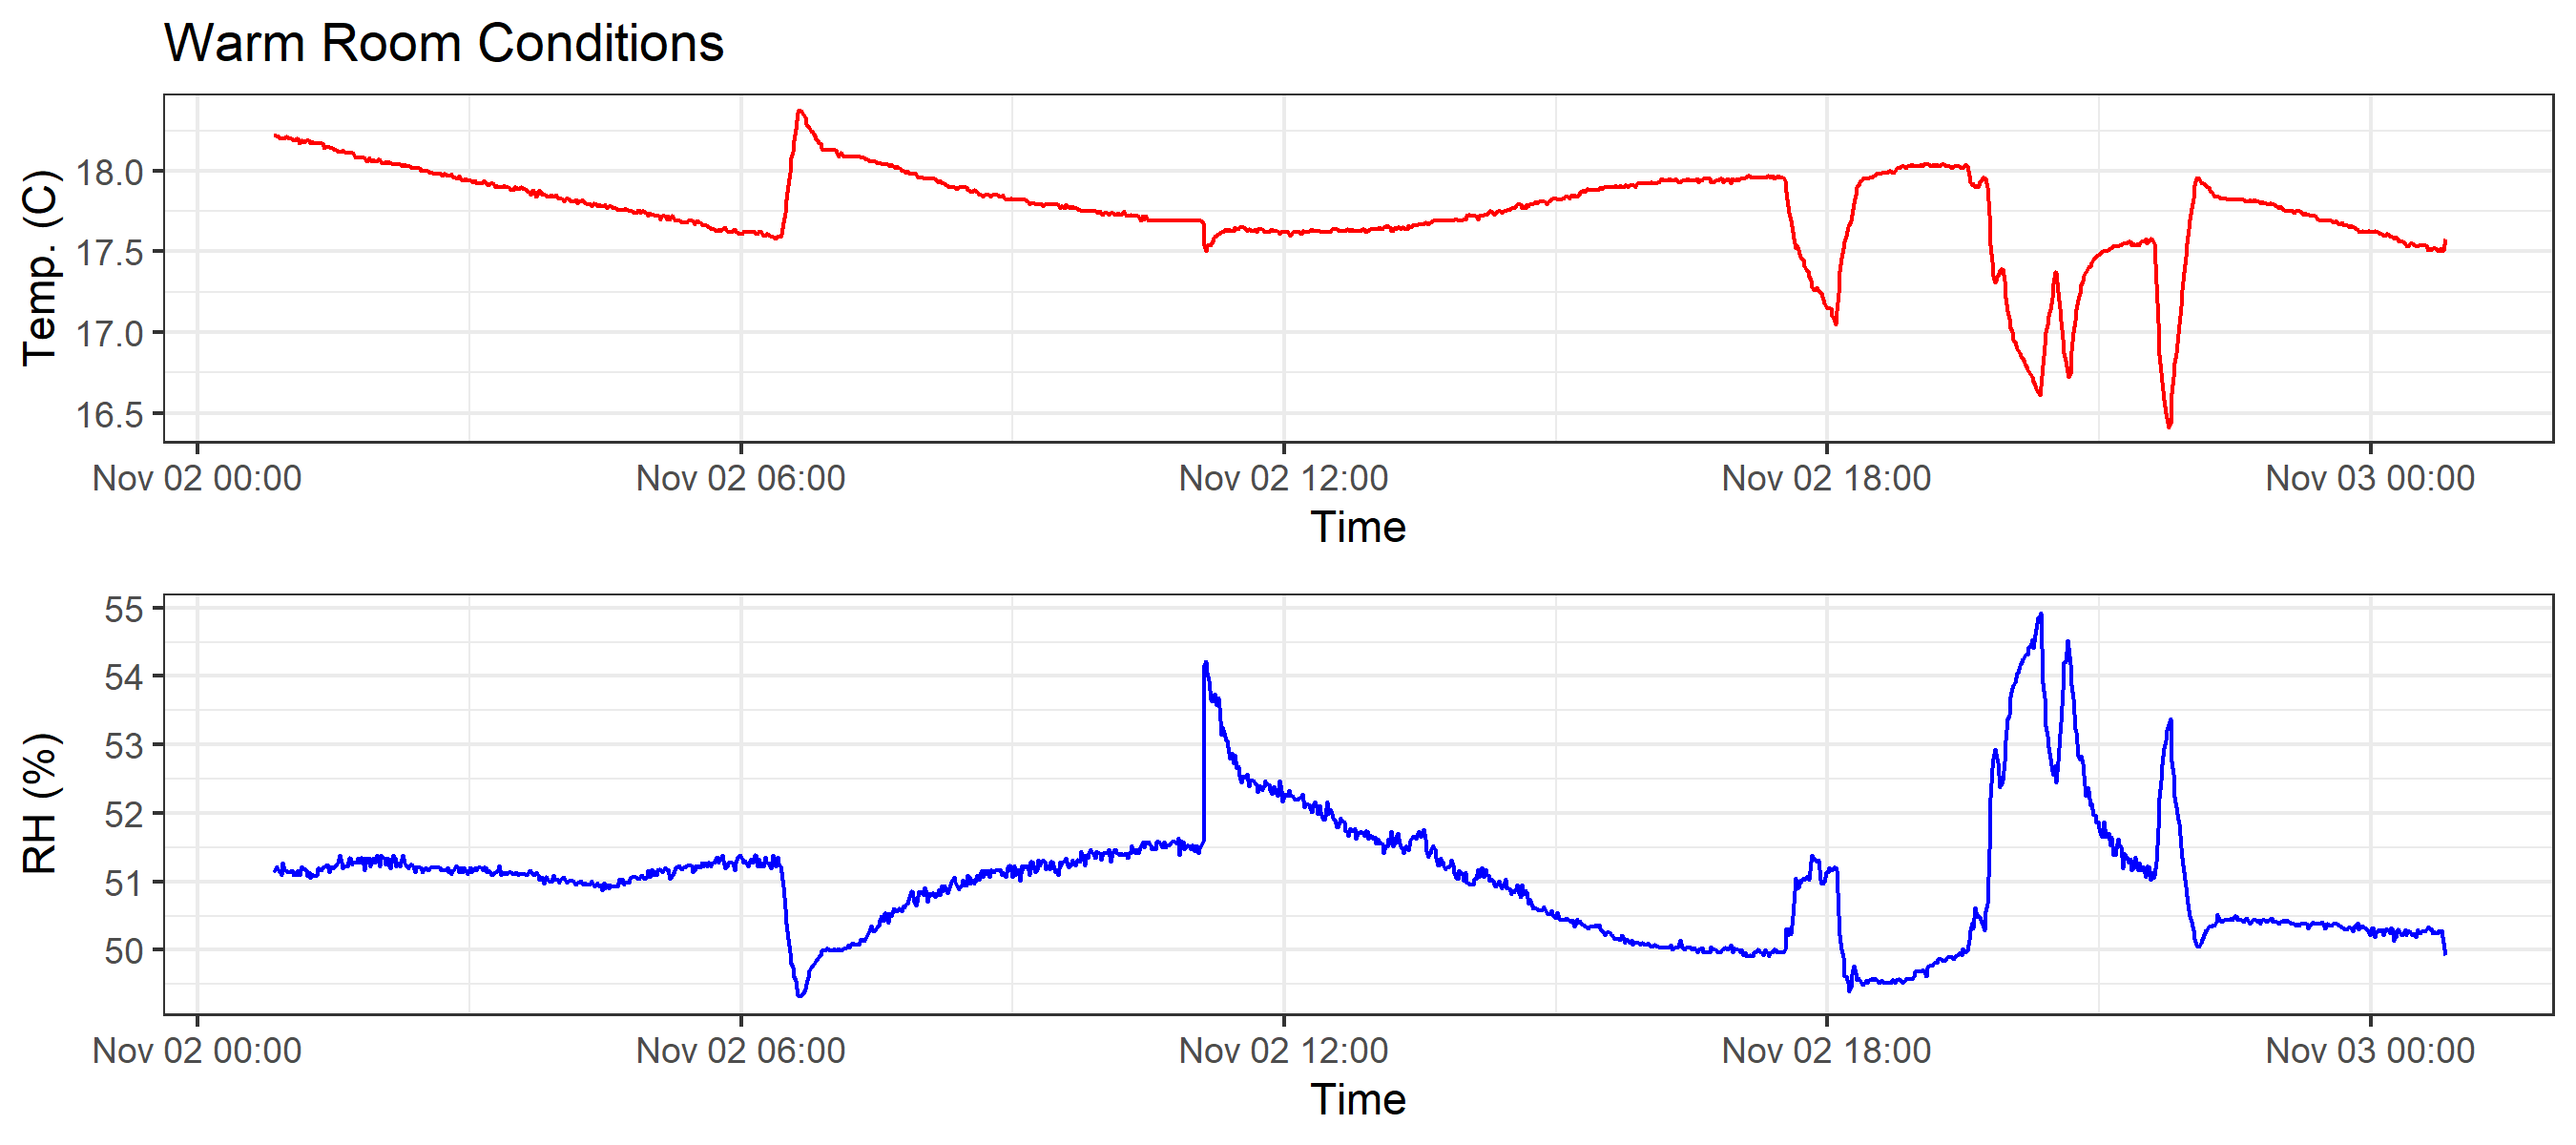 Warm Room Conditions
Temp. (C)
18.0
17.5
17.0
16.5
Nov 02 00:00 Nov 02 06:00 Nov 02 12:00 Nov 02 18:00 Nov 03 00:00
Time
RH (%)
55
54
53
52
51
50
Nov 02 00:00 Nov 02 06:00 Nov 02 12:00 Nov 02 18:00 Nov 03 00:00
Time